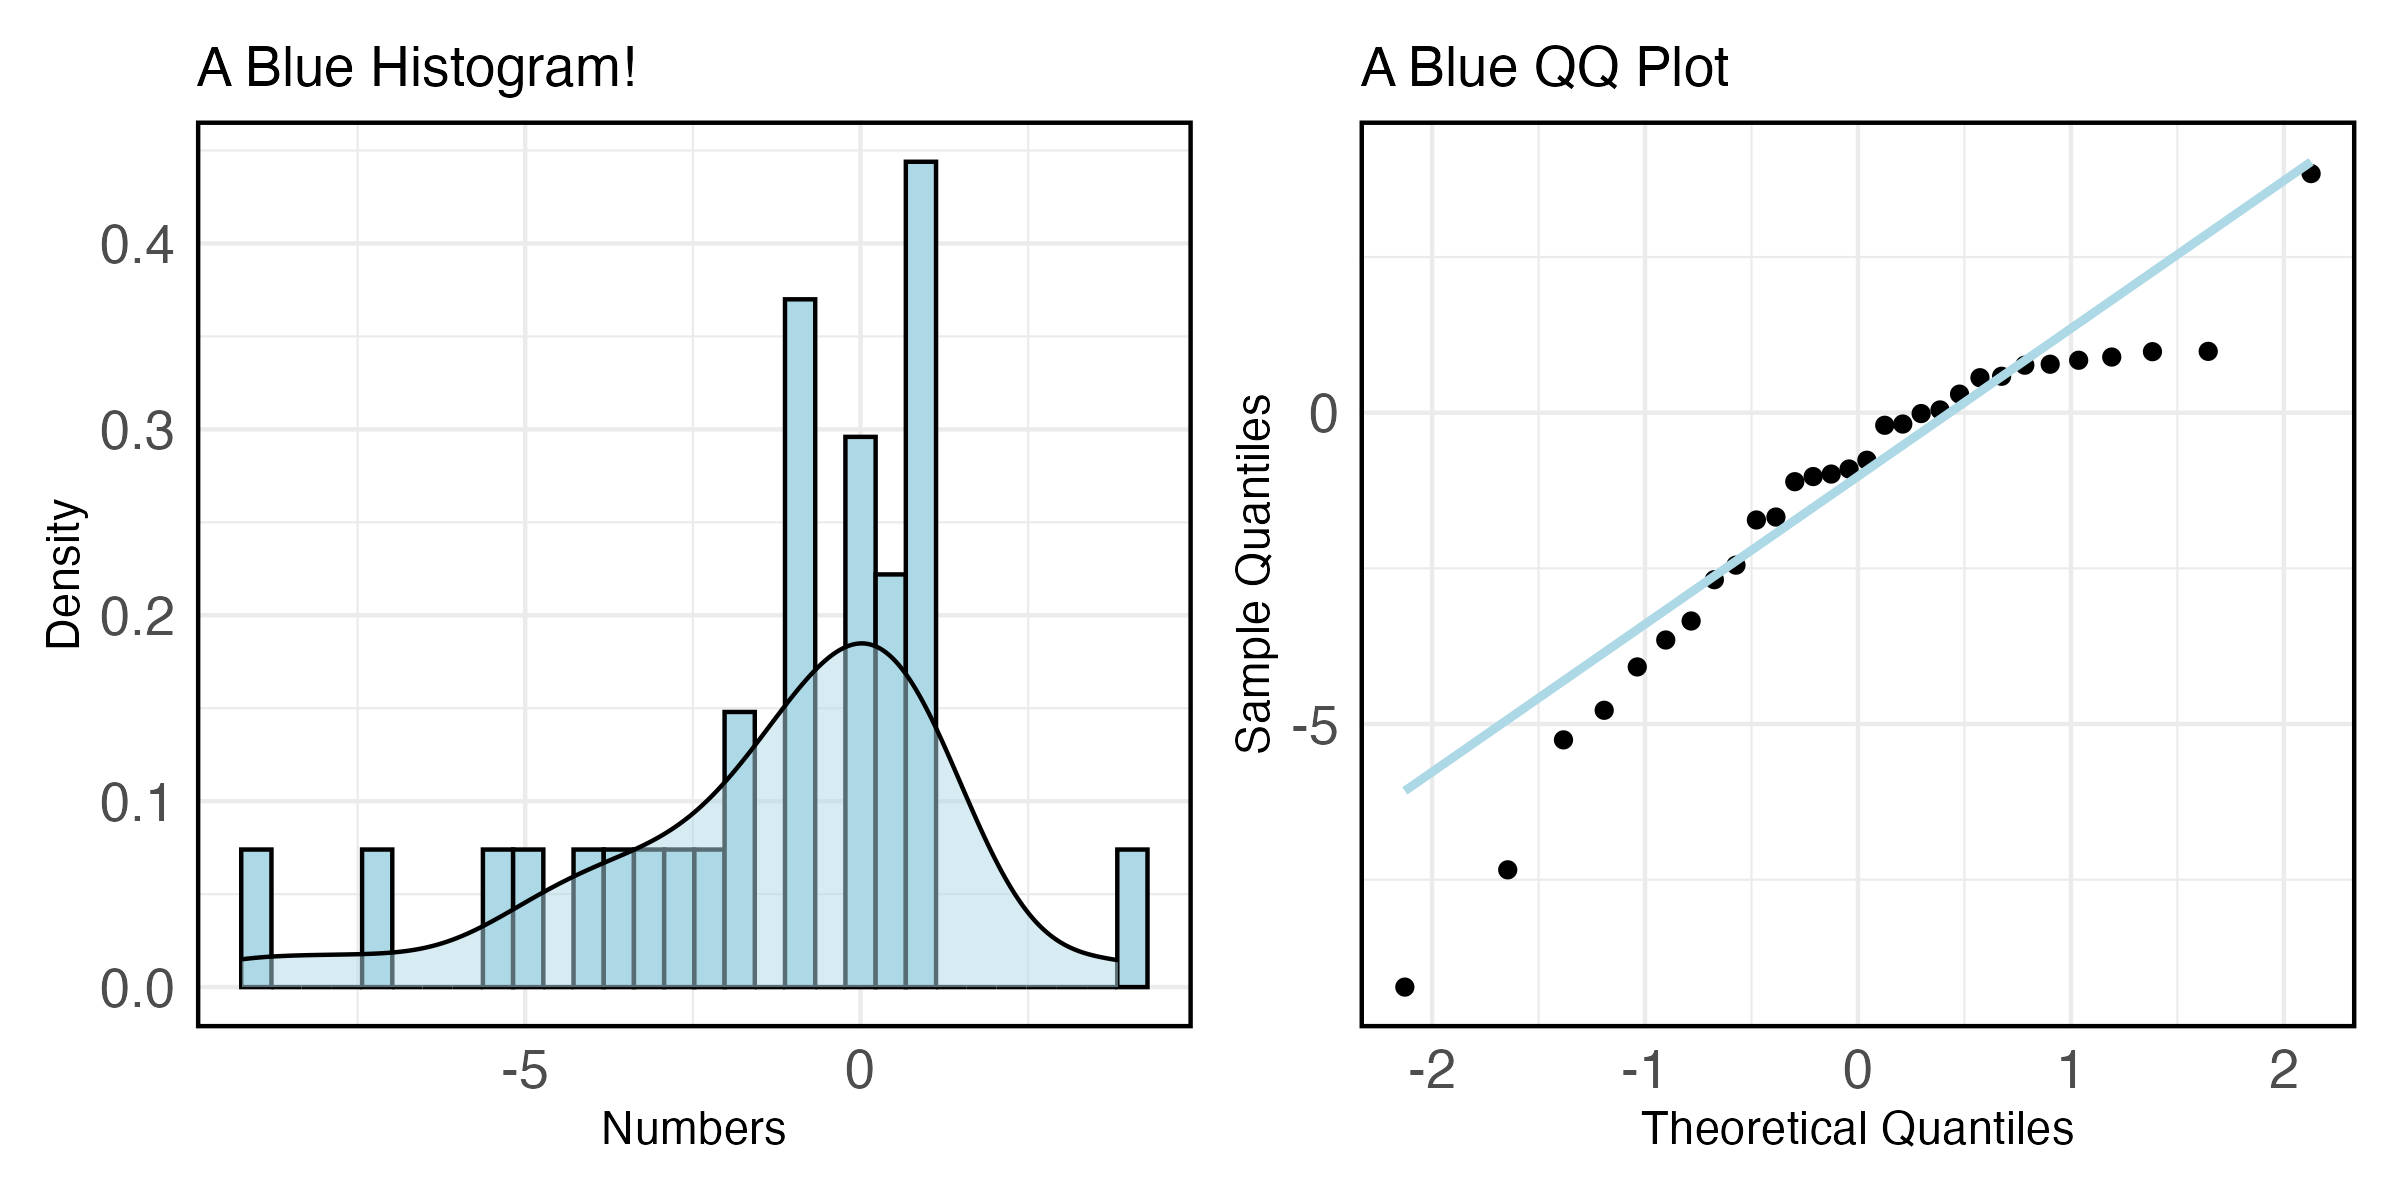 A Blue Histogram!
Density
0.4
0.3
0.2
0.1
0.0
-5 0
Numbers
A Blue QQ Plot
Sample Quantiles
0
-5
-2 -1 0 1 2
Theoretical Quantiles